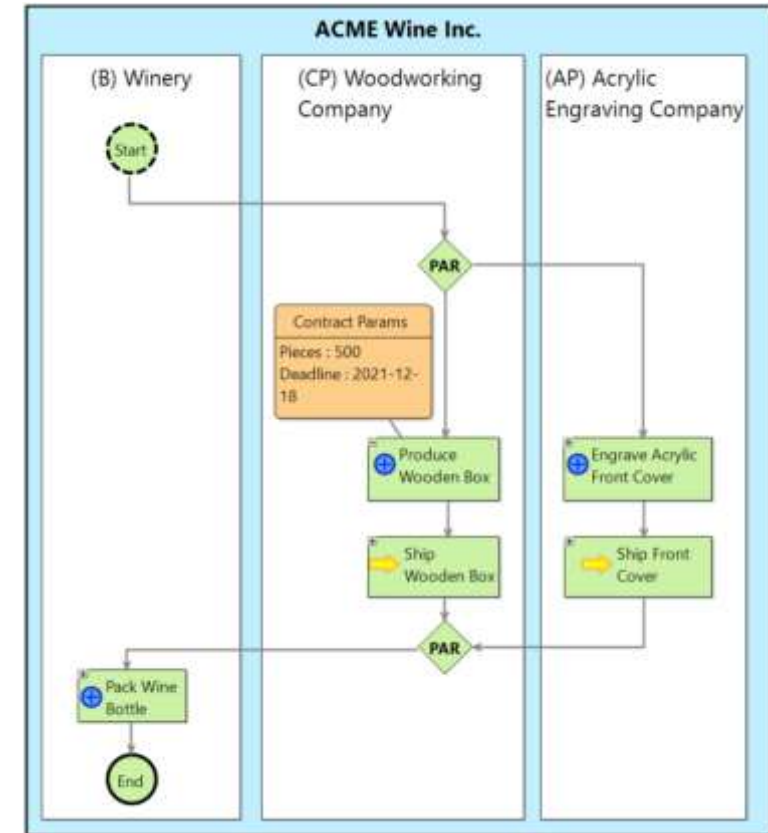 ACME Wine Inc.
(B) Winery
(CP) Woodworking
Company
(AP) Acrylic
Engraving Company
Start
PAR
Contract Params
Pieces : 500
Deadline : 2021-12-
18
Produce
Wooden Box
Engrave Acrylic
Front Cover
Ship
Wooden Box
Ship Front
Cover
PAR
Pack Wine
Bottle
End